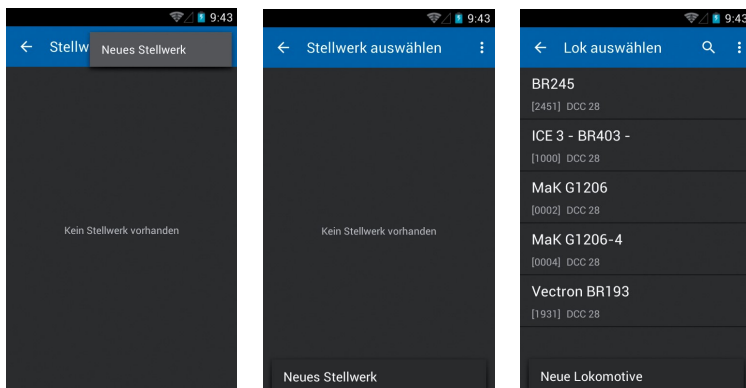 9:43
Stellw
Neues Stellwerk
Kein Stellwerk vorhanden
9:43
Stellwerk auswählen
Kein Stellwerk vorhanden
Neues Stellwerk
9:43
Lok auswählen
BR245
[2451] DCC 28
ICE 3 - BR403 -
[1000] DCC 28
MaK G1206
[0002] DCC 28
MaK G1206-4
[0004] DCC 28
Vectron BR193
[1931] DCC 28
Neue Lokomotive